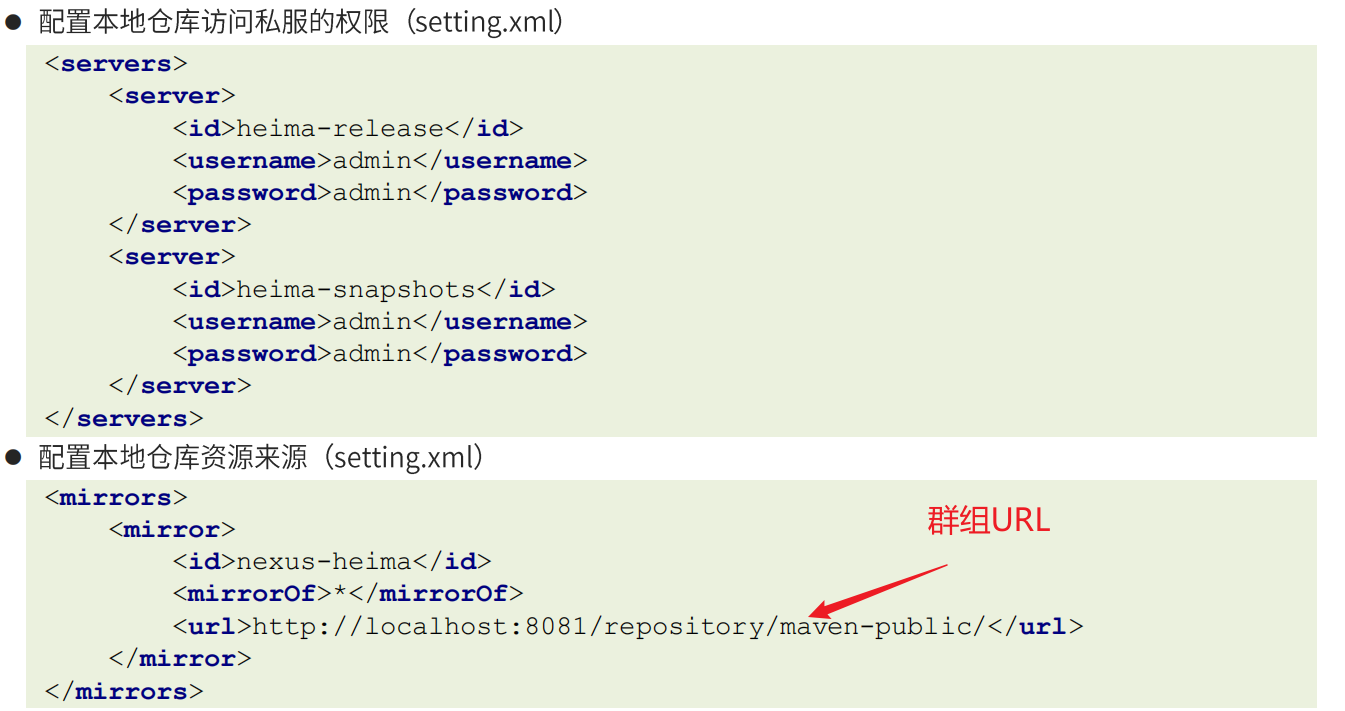 ● 配置本地仓库访问私服的权限（setting.xml）
<servers>
    <server>
        <id>heima-release</id>
        <username>admin</username>
        <password>admin</password>
    </server>
    <server>
        <id>heima-snapshots</id>
        <username>admin</username>
        <password>admin</password>
    </server>
</servers>
● 配置本地仓库资源来源（setting.xml）
<mirrors>
群组URL
    <mirror>
        <id>nexus-heima</id>
        <mirrorOf>*</mirrorOf>
        <url>http://localhost:8081/repository/maven-public/</url>
    </mirror>
</mirrors>